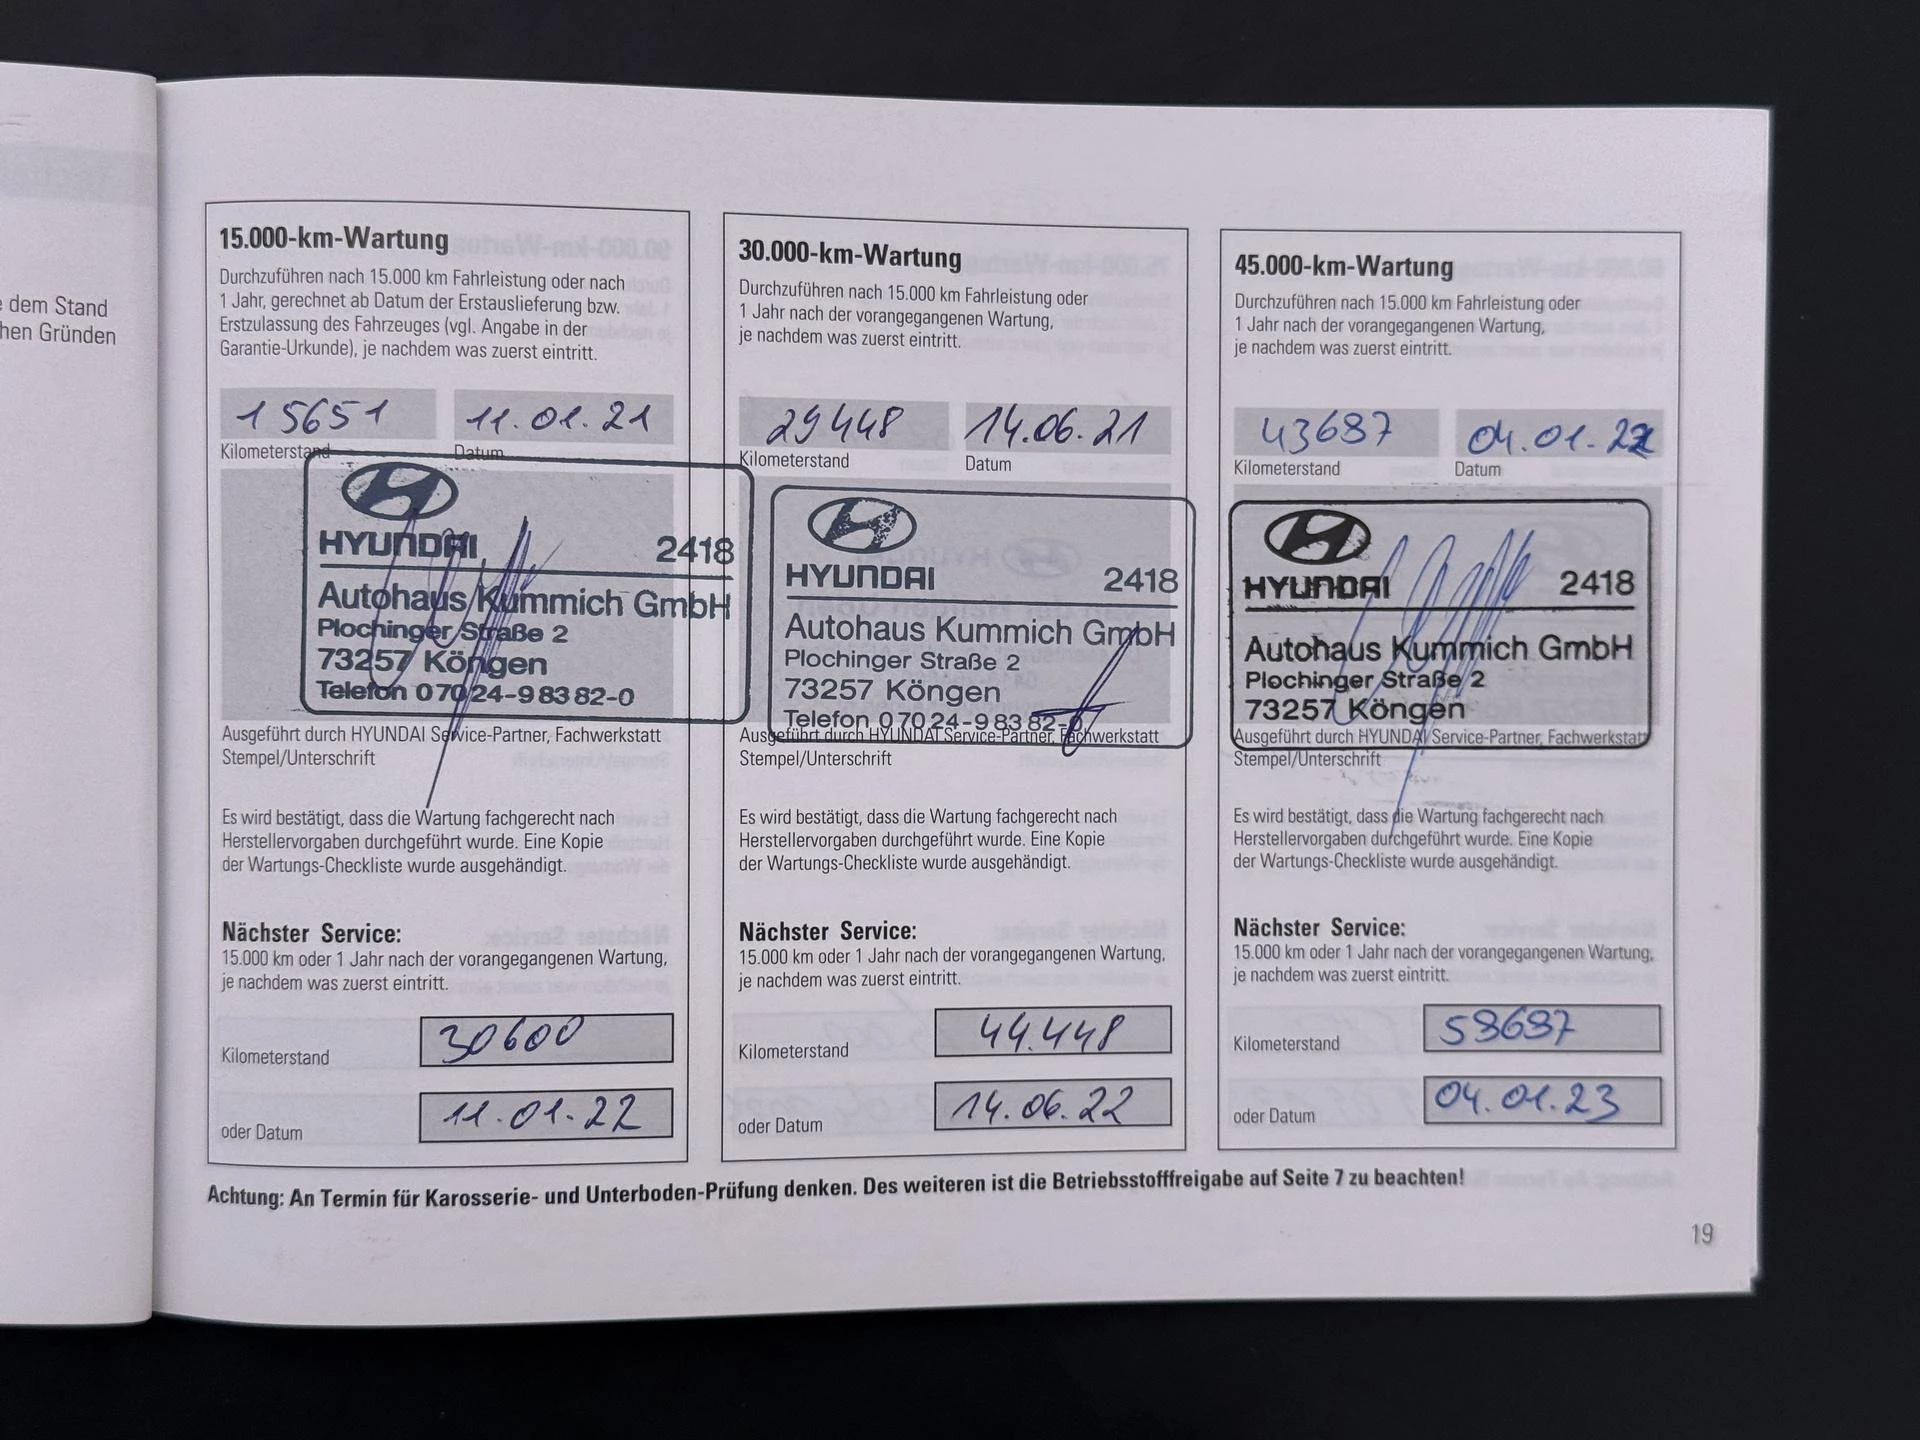 e dem Stand
hen Gründen
15.000-km-Wartung
Durchzuführen nach 15.000 km Fahrleistung oder nach
1 Jahr, gerechnet ab Datum der Erstauslieferung bzw.
Erstzulassung des Fahrzeuges (vgl. Angabe in der
Garantie-Urkunde), je nachdem was zuerst eintritt.
15651 11.01.21
Kilometerstand Datum
HYUNDAI 2418
Autohaus Kummich GmbH
Plochinger Straße 2
73257 Köngen
Telefon 07024-98382-0
Ausgeführt durch HYUNDAI Service-Partner, Fachwerkstatt
Stempel/Unterschrift
Es wird bestätigt, dass die Wartung fachgerecht nach
Herstellervorgaben durchgeführt wurde. Eine Kopie
der Wartungs-Checkliste wurde ausgehändigt.
Nächster Service:
15.000 km oder 1 Jahr nach der vorangegangenen Wartung,
je nachdem was zuerst eintritt.
Kilometerstand 30600
oder Datum 11.01.22
30.000-km-Wartung
Durchzuführen nach 15.000 km Fahrleistung oder
1 Jahr nach der vorangegangenen Wartung,
je nachdem was zuerst eintritt.
29448 14.06.21
Kilometerstand Datum
HYUNDAI 2418
Autohaus Kummich GmbH
Plochinger Straße 2
73257 Köngen
Telefon 07024-98382-0
Ausgeführt durch HYUNDAI Service-Partner, Fachwerkstatt
Stempel/Unterschrift
Es wird bestätigt, dass die Wartung fachgerecht nach
Herstellervorgaben durchgeführt wurde. Eine Kopie
der Wartungs-Checkliste wurde ausgehändigt.
Nächster Service:
15.000 km oder 1 Jahr nach der vorangegangenen Wartung,
je nachdem was zuerst eintritt.
Kilometerstand 44.448
oder Datum 14.06.22
45.000-km-Wartung
Durchzuführen nach 15.000 km Fahrleistung oder
1 Jahr nach der vorangegangenen Wartung,
je nachdem was zuerst eintritt.
43687 04.01.22
Kilometerstand Datum
HYUNDAI 2418
Autohaus Kummich GmbH
Plochinger Straße 2
73257 Köngen
Ausgeführt durch HYUNDAI Service-Partner, Fachwerkstatt
Stempel/Unterschrift
Es wird bestätigt, dass die Wartung fachgerecht nach
Herstellervorgaben durchgeführt wurde. Eine Kopie
der Wartungs-Checkliste wurde ausgehändigt.
Nächster Service:
15.000 km oder 1 Jahr nach der vorangegangenen Wartung,
je nachdem was zuerst eintritt.
Kilometerstand 58687
oder Datum 04.01.23
Achtung: An Termin für Karosserie- und Unterboden-Prüfung denken. Des weiteren ist die Betriebsstofffreigabe auf Seite 7 zu beachten!
19